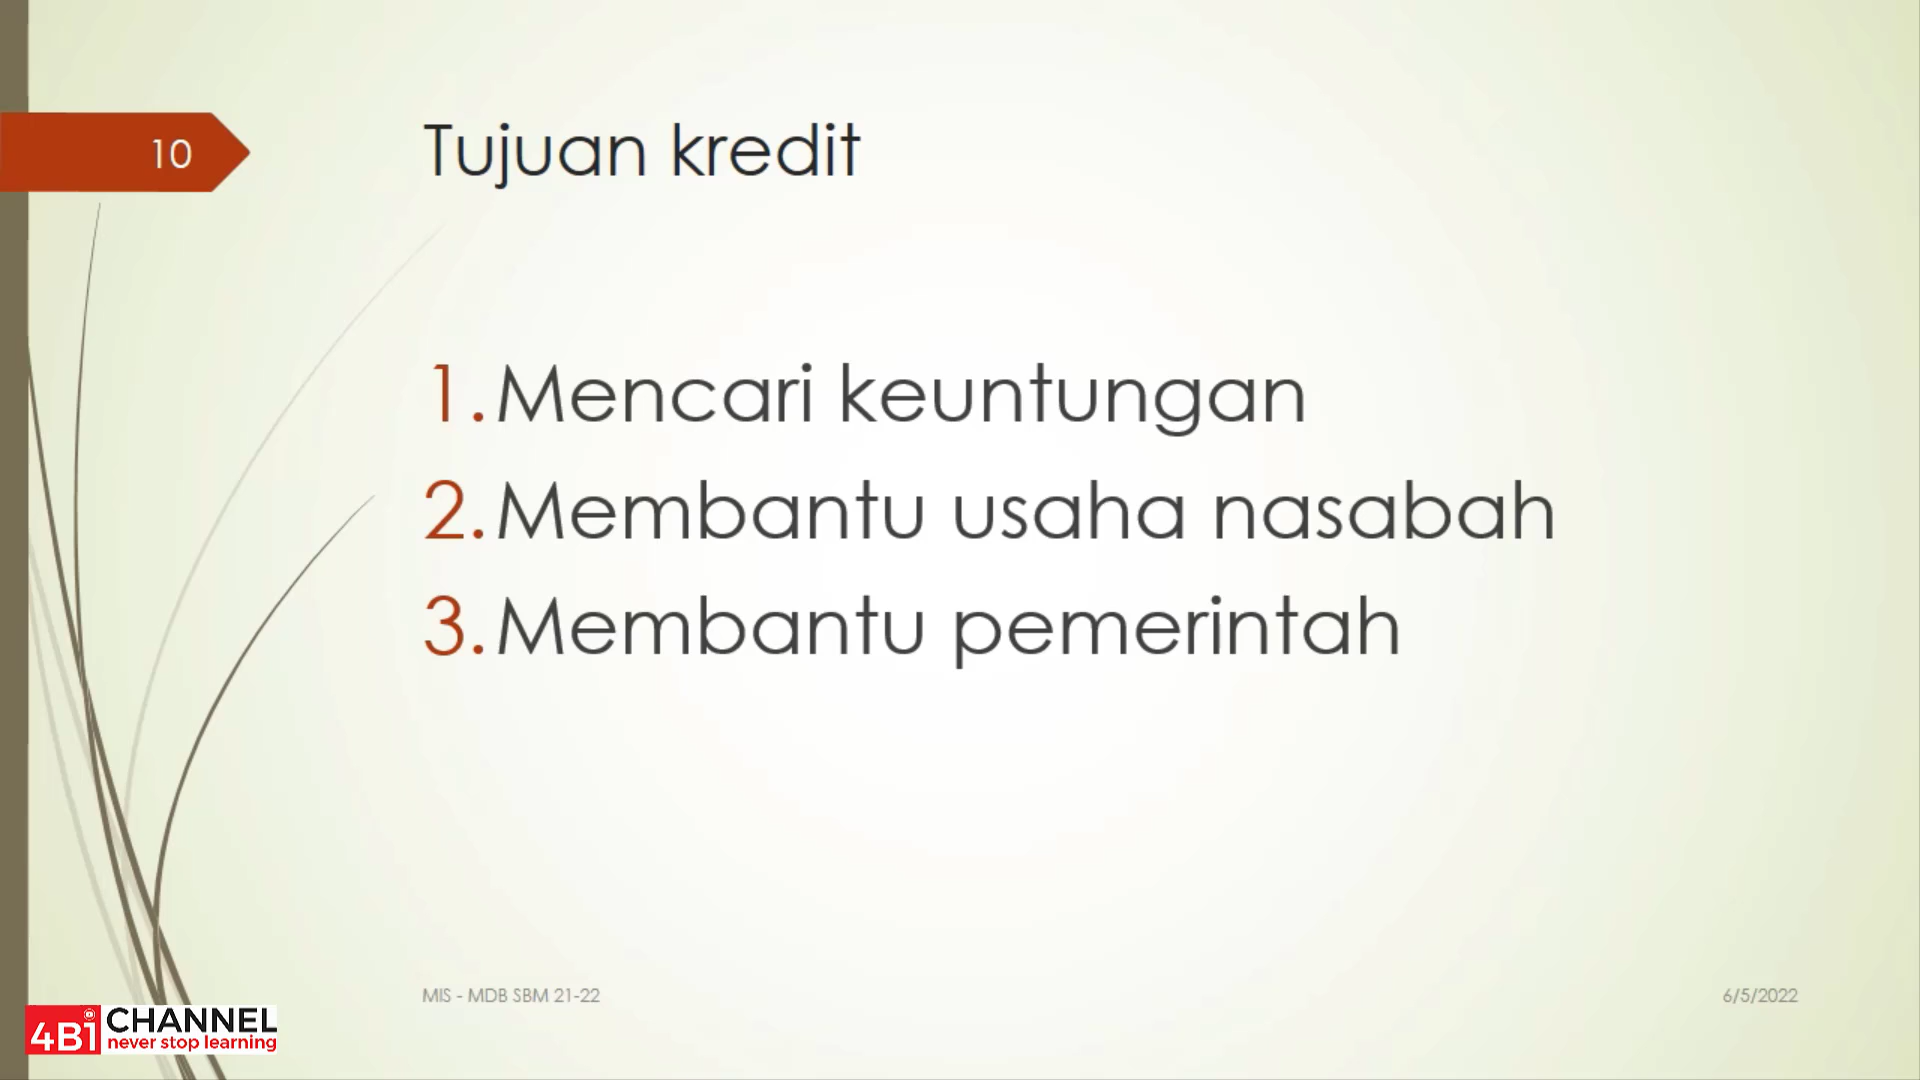 10
Tujuan kredit
1. Mencari keuntungan
2. Membantu usaha nasabah
3. Membantu pemerintah
MIS - MDB SBM 21-22
6/5/2022
4Bi CHANNEL
never stop learning